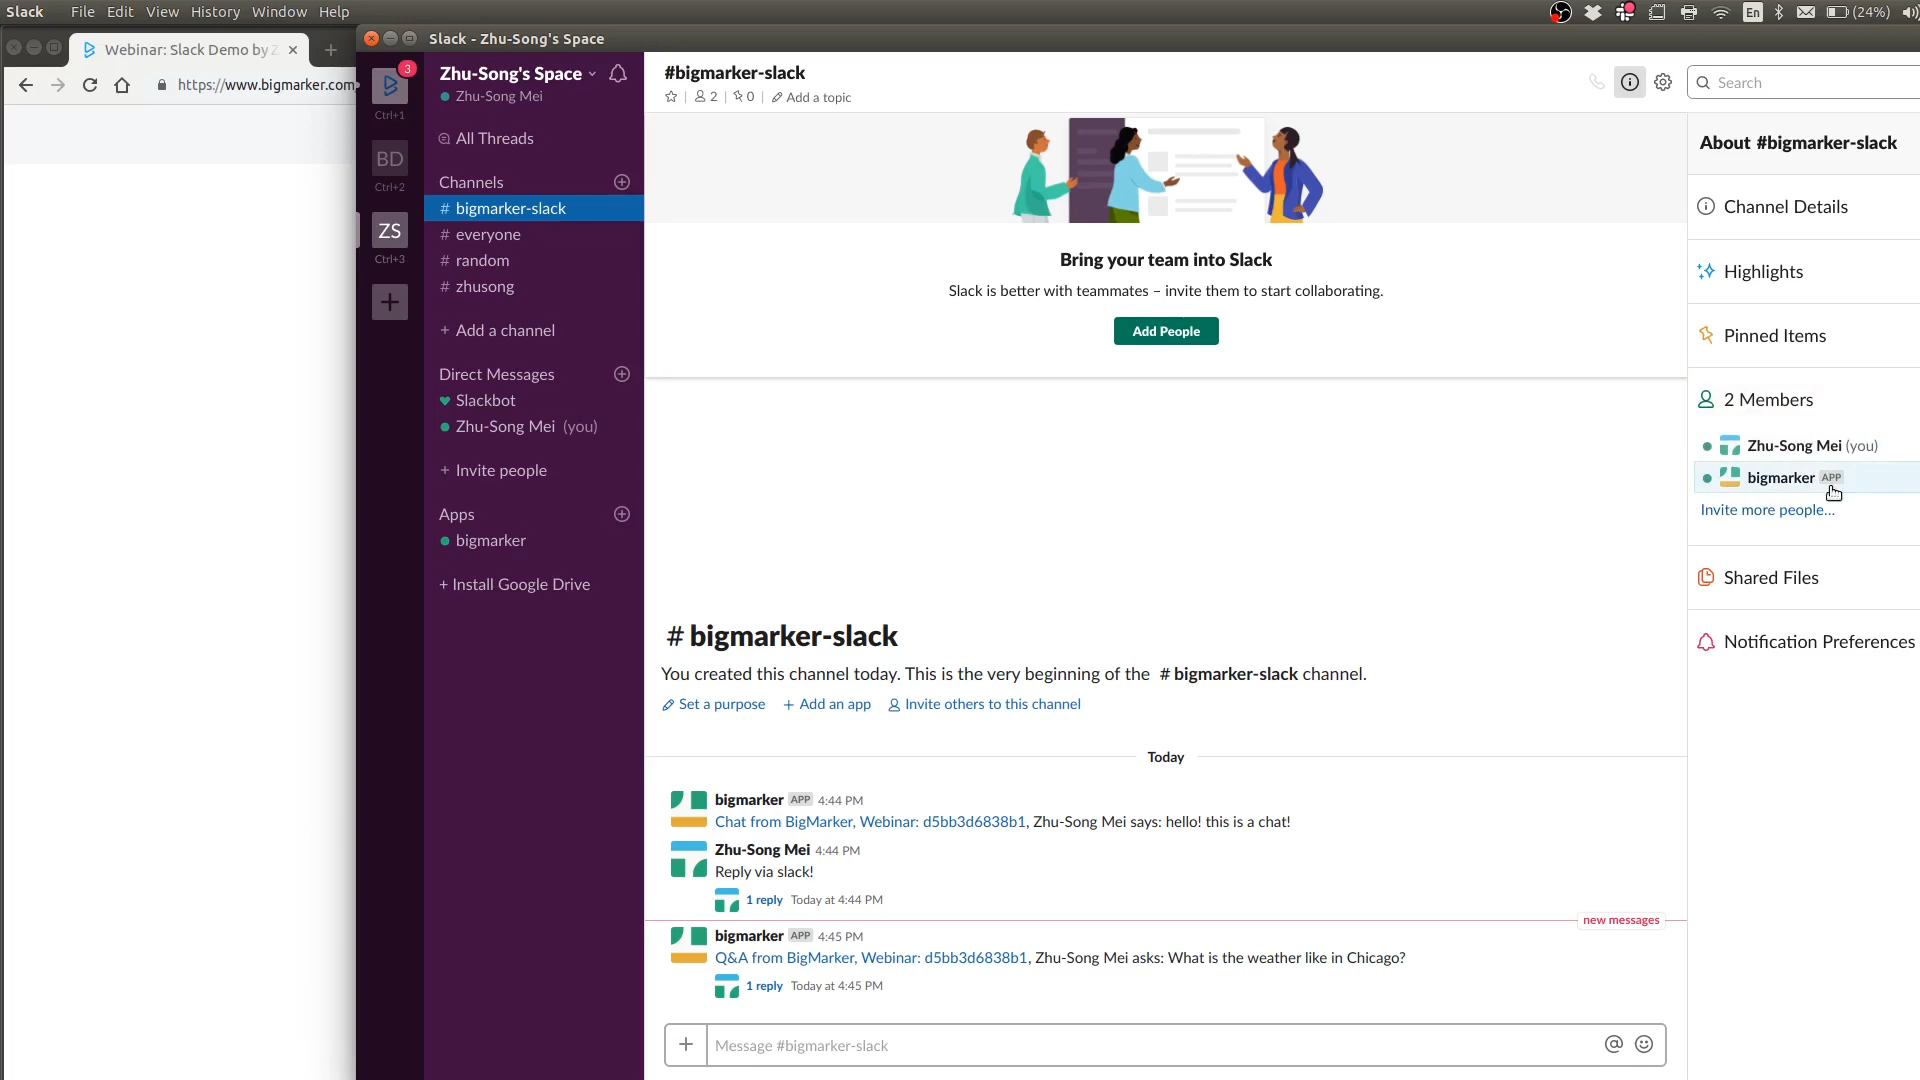 Slack File Edit View History Window Help
En (24%)
Webinar: Slack Demo by Z
https://www.bigmarker.com
Slack - Zhu-Song's Space
3
Ctrl+1
BD
Ctrl+2
ZS
Ctrl+3
Zhu-Song's Space
Zhu-Song Mei
All Threads
Channels
# bigmarker-slack
# everyone
# random
# zhusong
+ Add a channel
Direct Messages
Slackbot
Zhu-Song Mei (you)
+ Invite people
Apps
bigmarker
+ Install Google Drive
#bigmarker-slack
2 | 0 | Add a topic
Search
Bring your team into Slack
Slack is better with teammates – invite them to start collaborating.
Add People
# bigmarker-slack
You created this channel today. This is the very beginning of the # bigmarker-slack channel.
Set a purpose + Add an app Invite others to this channel
Today
bigmarker APP 4:44 PM
Chat from BigMarker, Webinar: d5bb3d6838b1, Zhu-Song Mei says: hello! this is a chat!
Zhu-Song Mei 4:44 PM
Reply via slack!
1 reply Today at 4:44 PM
new messages
bigmarker APP 4:45 PM
Q&A from BigMarker, Webinar: d5bb3d6838b1, Zhu-Song Mei asks: What is the weather like in Chicago?
1 reply Today at 4:45 PM
Message #bigmarker-slack
About #bigmarker-slack
Channel Details
Highlights
Pinned Items
2 Members
Zhu-Song Mei (you)
bigmarker APP
Invite more people...
Shared Files
Notification Preferences